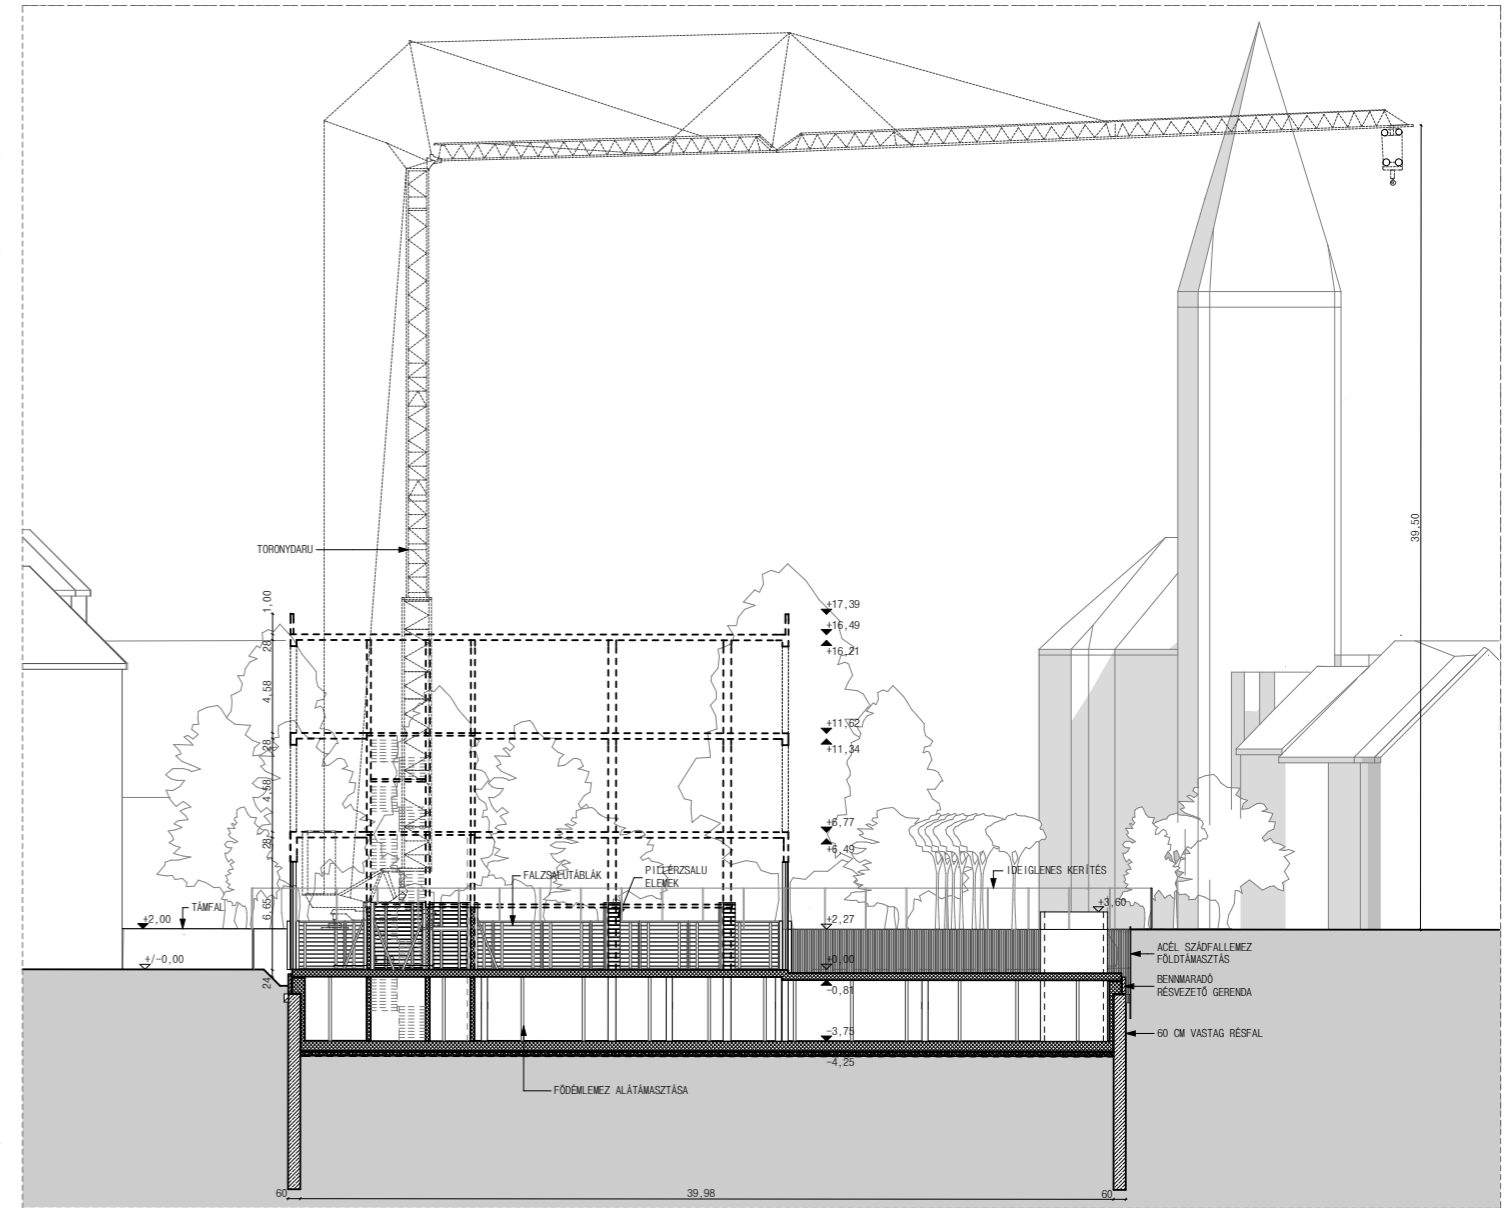 39,50
TORONYDARU
1,00
+17,39
+16,49
28
+16,21
4,58
+11,62
28
+11,34
4,58
+6,77
28
+6,49
FALZSALUTÁBLÁK
PILLÉRZSALU
ELEMEK
IDEIGLENES KERÍTÉS
6,65
TÁMFAL
+3,60
+2,00
+2,27
ACÉL SZÁDFALLEMEZ
FÖLDTÁMASZTÁS
+/-0,00
+0,00
24
-0,81
BENNMARADÓ
RÉSVEZETŐ GERENDA
-3,75
60 CM VASTAG RÉSFAL
-4,25
FÖDÉMLEMEZ ALÁTÁMASZTÁSA
60
39,98
60